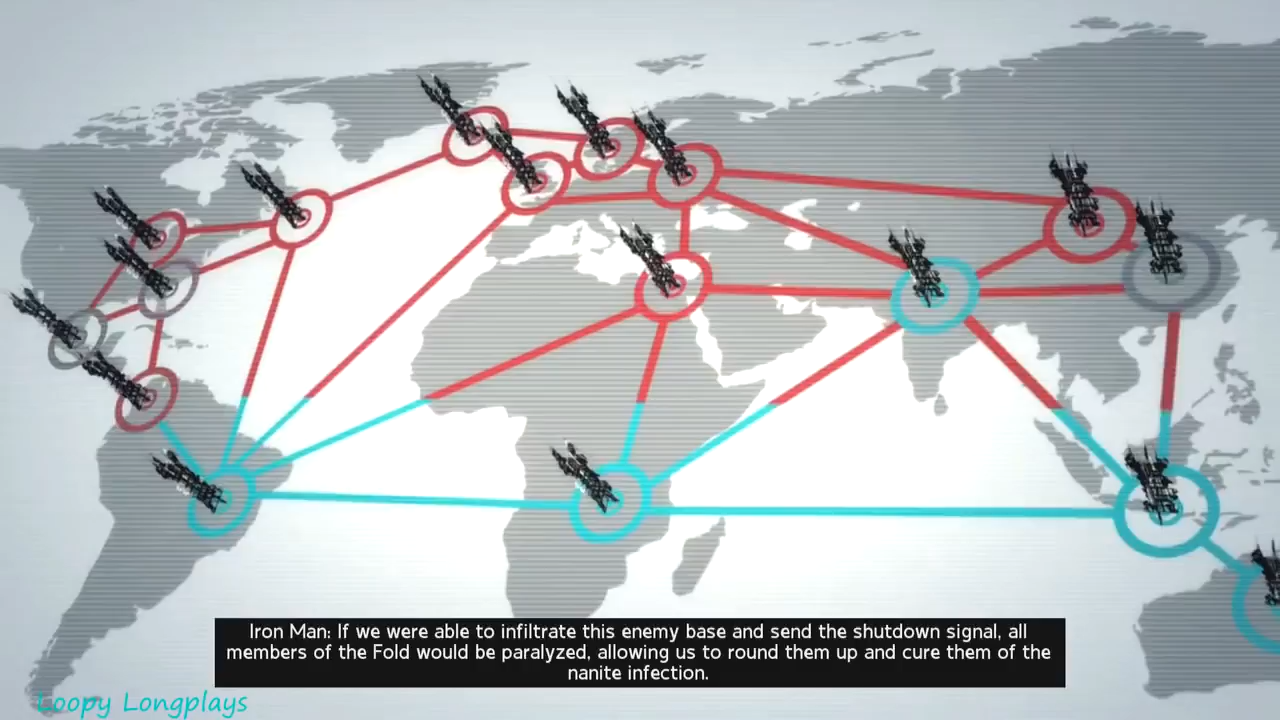 Iron Man: If we were able to infiltrate this enemy base and send the shutdown signal, all
members of the Fold would be paralyzed, allowing us to round them up and cure them of the
nanite infection.
Loopy Longplays